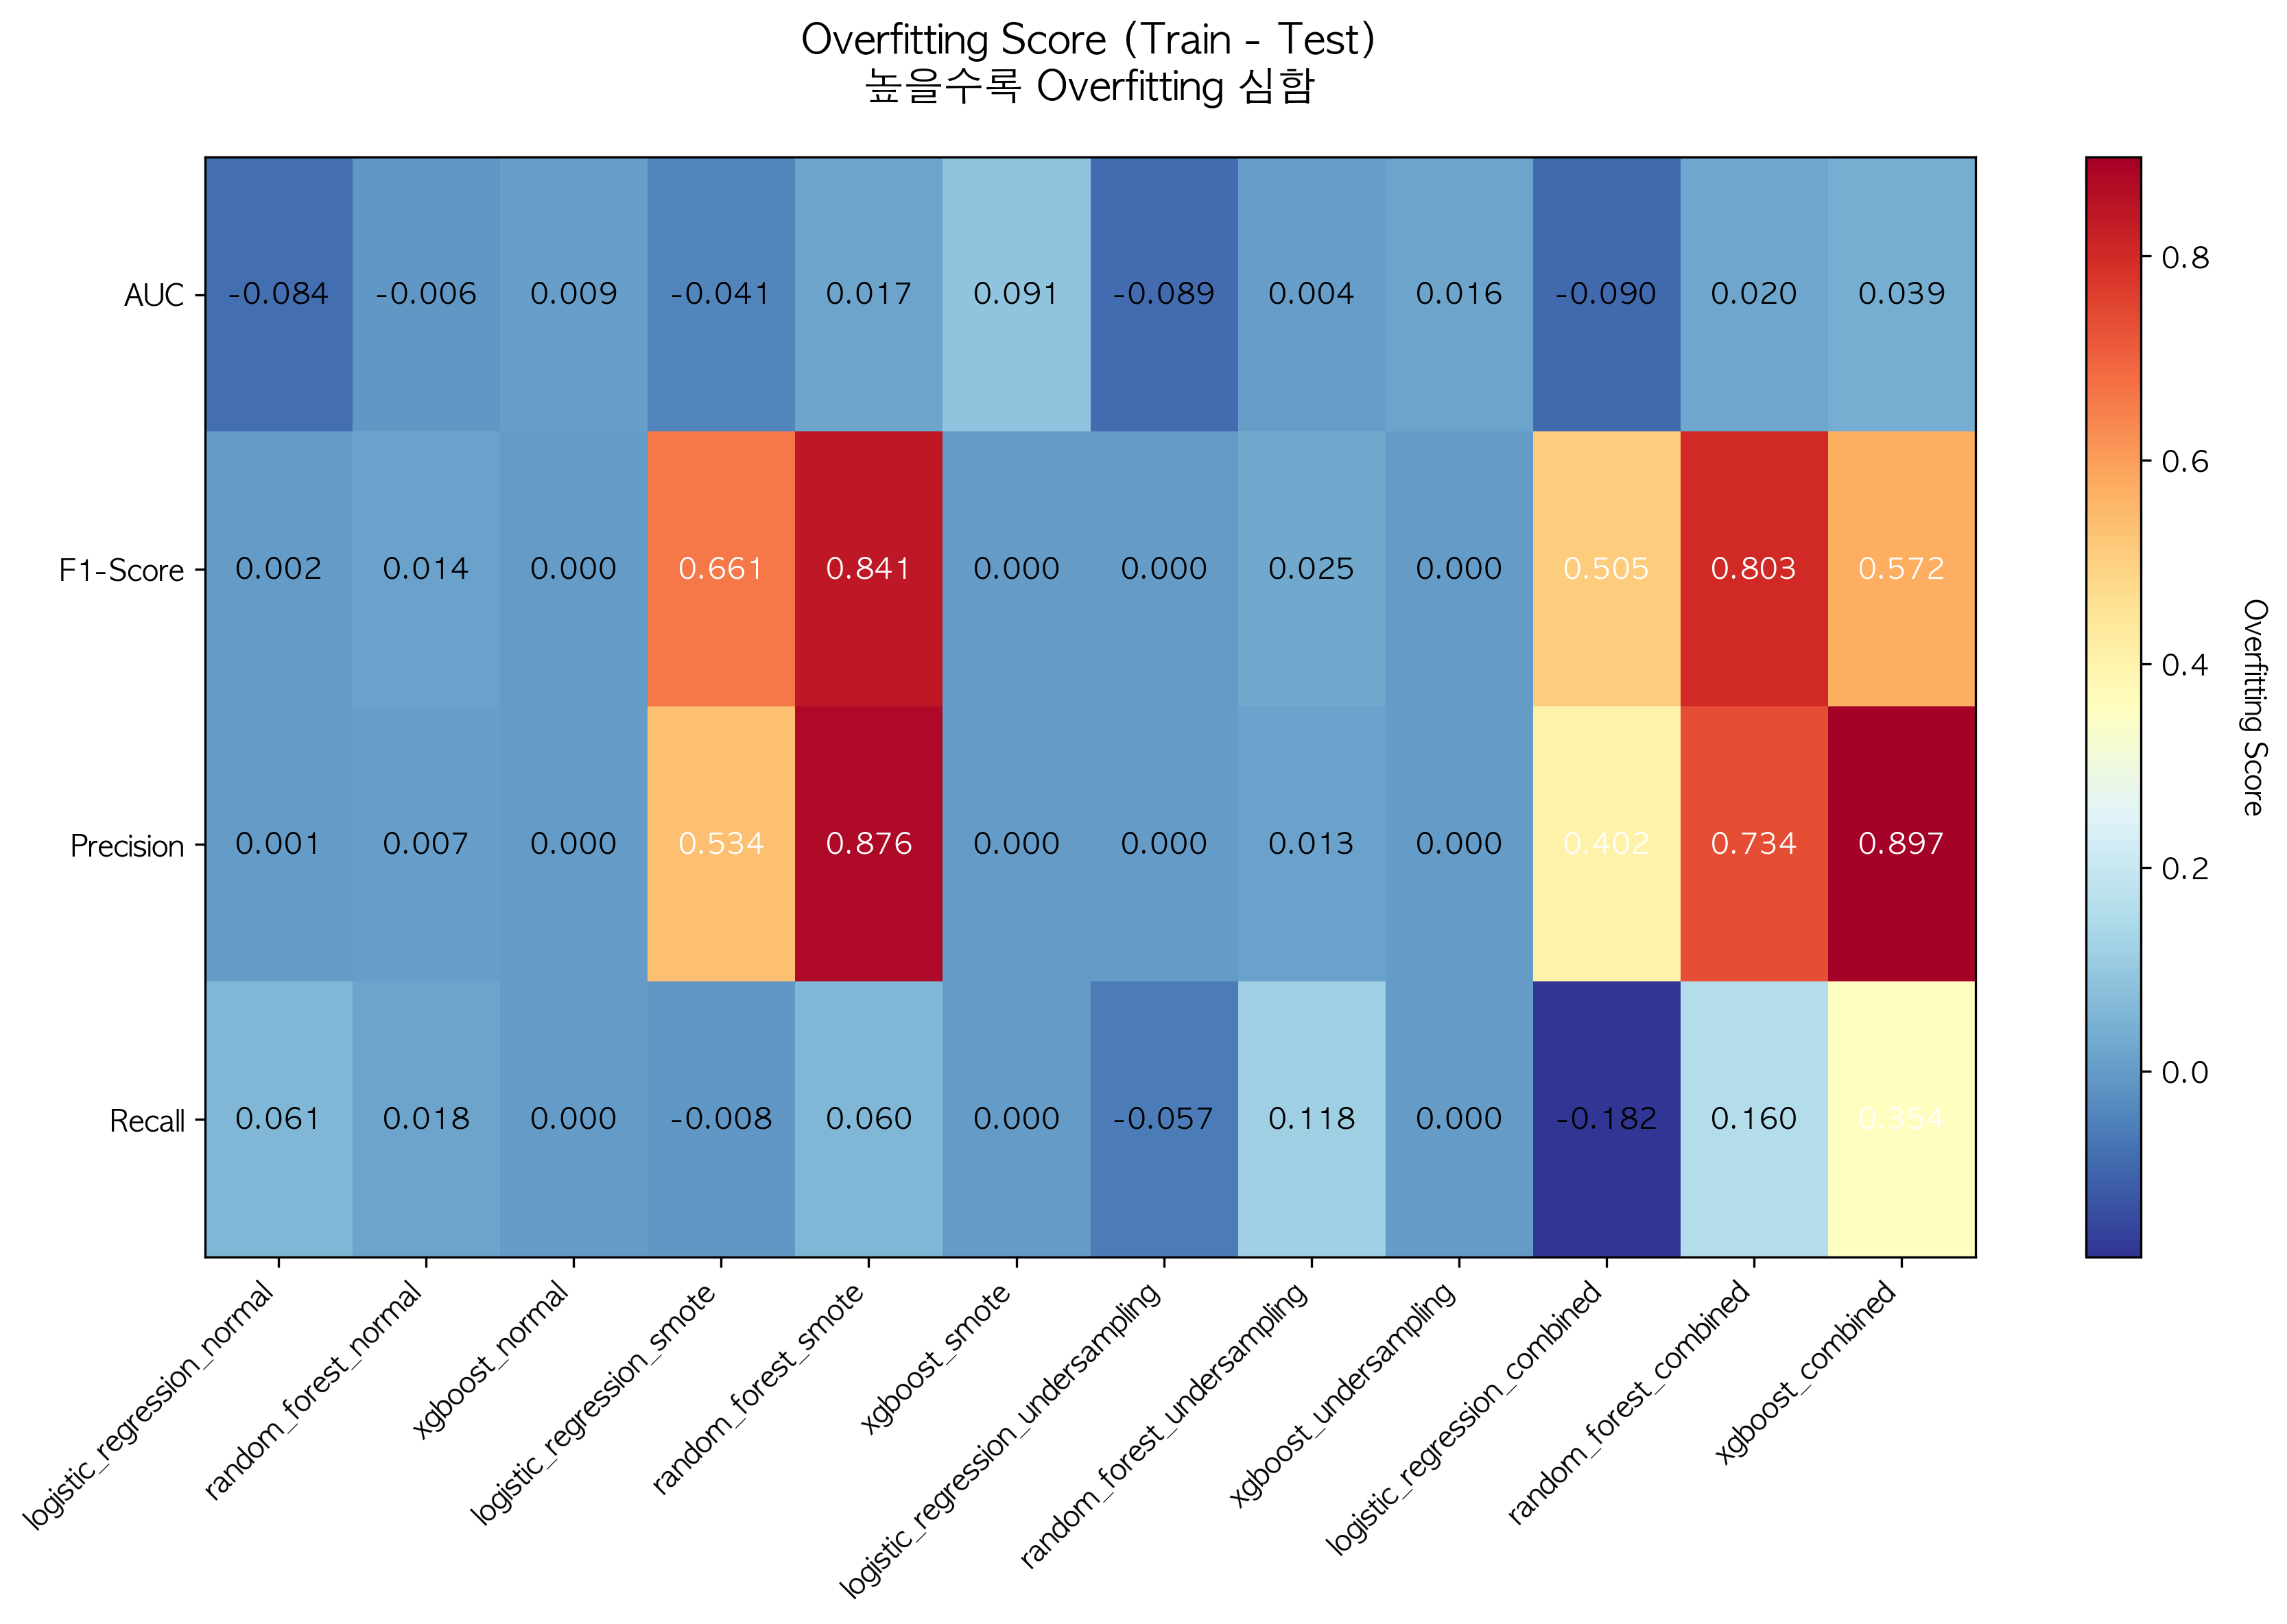 Overfitting Score (Train - Test)
높을수록 Overfitting 심함
AUC -0.084 -0.006 0.009 -0.041 0.017 0.091 -0.089 0.004 0.016 -0.090 0.020 0.039
F1-Score 0.002 0.014 0.000 0.661 0.841 0.000 0.000 0.025 0.000 0.505 0.803 0.572
Precision 0.001 0.007 0.000 0.534 0.876 0.000 0.000 0.013 0.000 0.402 0.734 0.897
Recall 0.061 0.018 0.000 -0.008 0.060 0.000 -0.057 0.118 0.000 -0.182 0.160 0.354
logistic_regression_normal
random_forest_normal
xgboost_normal
logistic_regression_smote
random_forest_smote
xgboost_smote
logistic_regression_undersampling
random_forest_undersampling
xgboost_undersampling
logistic_regression_combined
random_forest_combined
xgboost_combined
0.8
0.6
0.4
0.2
0.0
Overfitting Score